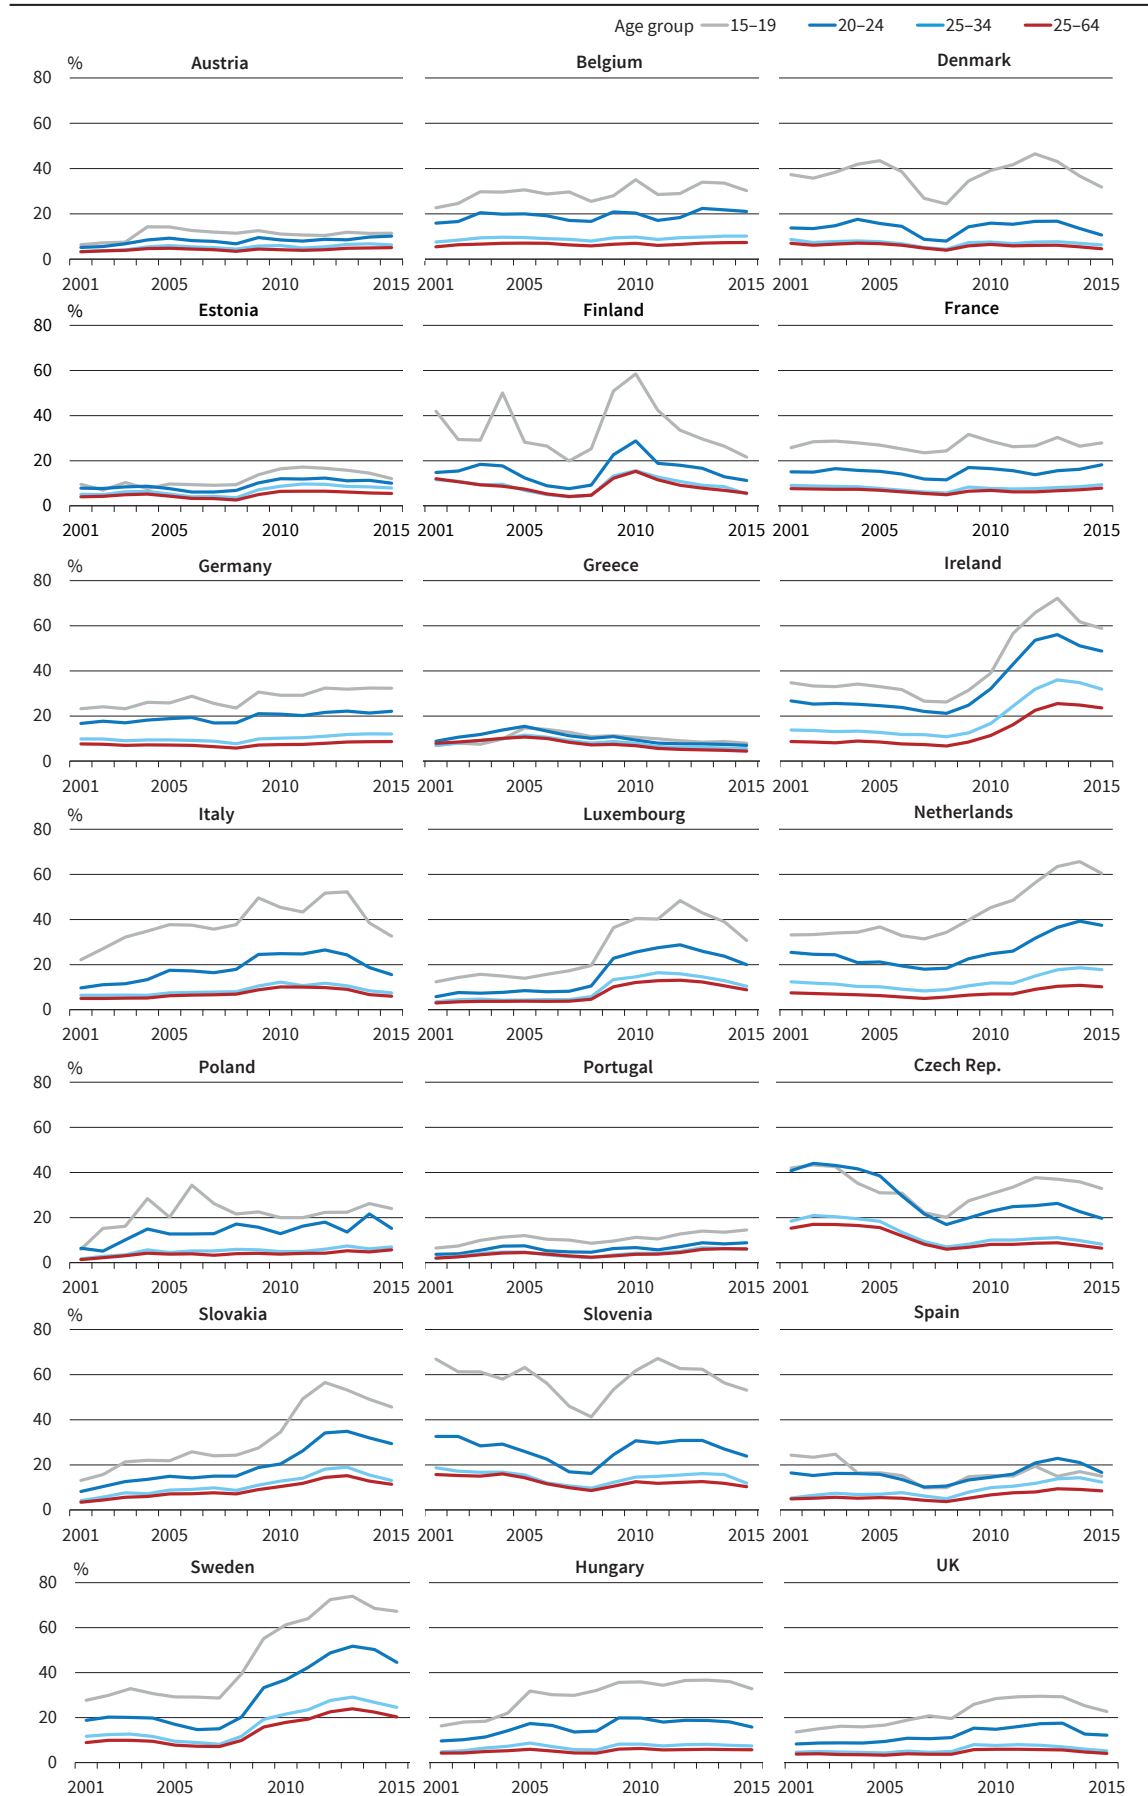 Age group 15–19 20–24 25–34 25–64
% Austria Belgium Denmark
80
60
40
20
0
2001 2005 2010 2015 2001 2005 2010 2015 2001 2005 2010 2015
% Estonia Finland France
80
60
40
20
0
2001 2005 2010 2015 2001 2005 2010 2015 2001 2005 2010 2015
% Germany Greece Ireland
80
60
40
20
0
2001 2005 2010 2015 2001 2005 2010 2015 2001 2005 2010 2015
% Italy Luxembourg Netherlands
80
60
40
20
0
2001 2005 2010 2015 2001 2005 2010 2015 2001 2005 2010 2015
% Poland Portugal Czech Rep.
80
60
40
20
0
2001 2005 2010 2015 2001 2005 2010 2015 2001 2005 2010 2015
% Slovakia Slovenia Spain
80
60
40
20
0
2001 2005 2010 2015 2001 2005 2010 2015 2001 2005 2010 2015
% Sweden Hungary UK
80
60
40
20
0
2001 2005 2010 2015 2001 2005 2010 2015 2001 2005 2010 2015